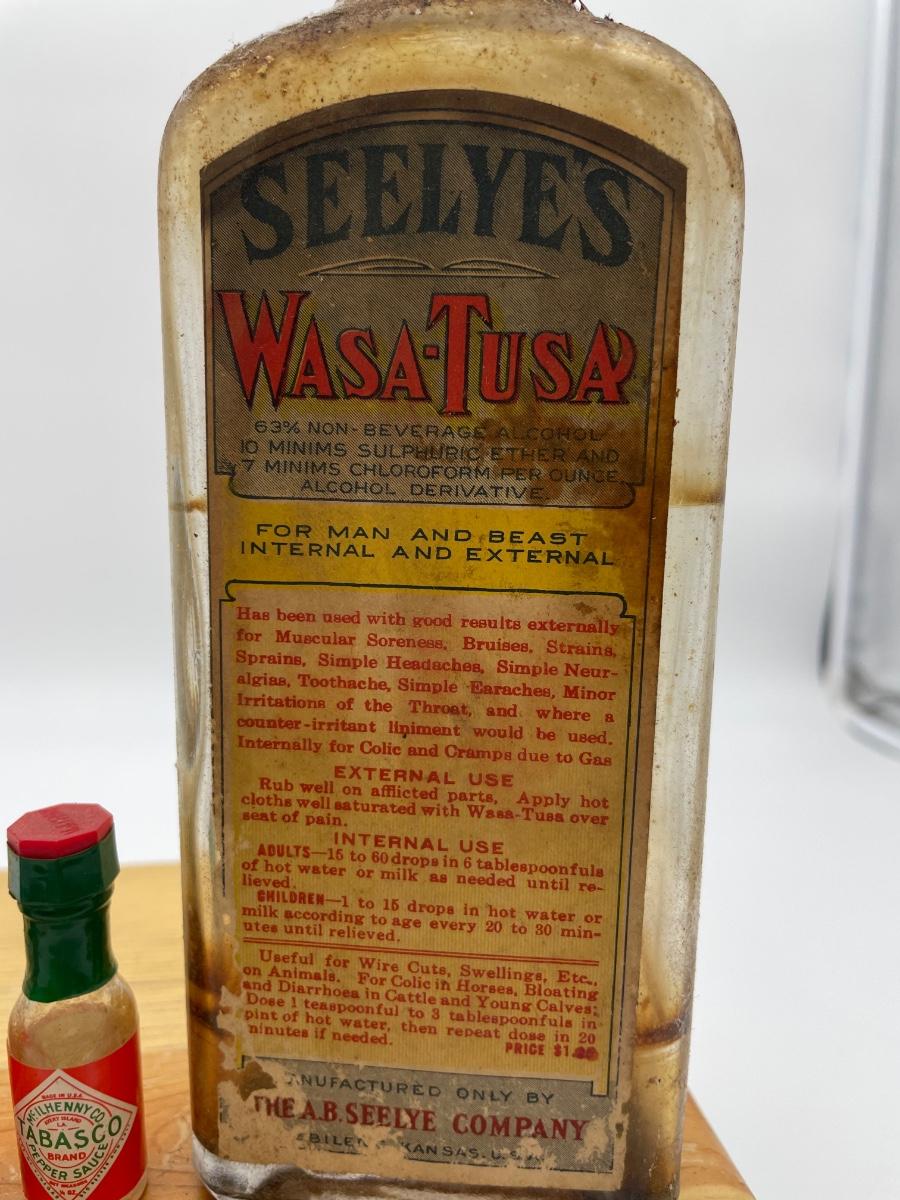 SEELYE'S
WASA-TUSA
63% NON-BEVERAGE ALCOHOL
10 MINIMS SULPHURIC ETHER AND
7 MINIMS CHLOROFORM PER OUNCE
ALCOHOL DERIVATIVE
FOR MAN AND BEAST
INTERNAL AND EXTERNAL
Has been used with good results externally
for Muscular Soreness, Bruises, Strains,
Sprains, Simple Headaches, Simple Neur-
algias, Toothache, Simple Earaches, Minor
Irritations of the Throat, and where a
counter-irritant liniment would be used.
Internally for Colic and Cramps due to Gas
EXTERNAL USE
Rub well on afflicted parts, Apply hot
cloths well saturated with Wasa-Tusa over
seat of pain.
INTERNAL USE
ADULTS—15 to 60 drops in 6 tablespoonfuls
of hot water or milk as needed until re-
lieved.
CHILDREN—1 to 15 drops in hot water or
milk according to age every 20 to 30 min-
utes until relieved.
Useful for Wire Cuts, Swellings, Etc.,
on Animals. For Colic in Horses, Bloating
and Diarrhoea in Cattle and Young Calves;
Dose 1 teaspoonful to 3 tablespoonfuls in
pint of hot water, then repeat dose in 20
minutes if needed.
PRICE
NUFACTURED ONLY BY
THE A.B. SEELYE COMPANY
BILEN KANSAS, U.S.A.
MADE IN U.S.A.
McILHENNY CO.
AVERY ISLAND
LA.
TABASCO
BRAND
PEPPER SAUCE